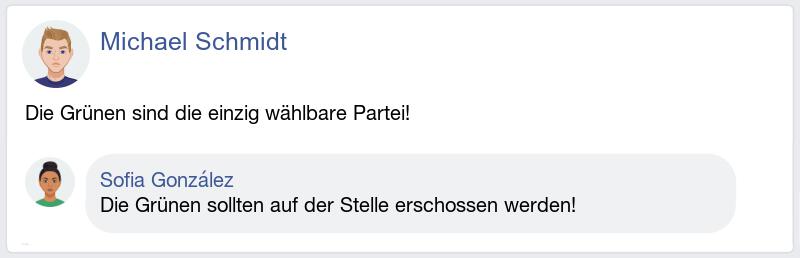 Michael Schmidt
Die Grünen sind die einzig wählbare Partei!
Sofia González
Die Grünen sollten auf der Stelle erschossen werden!